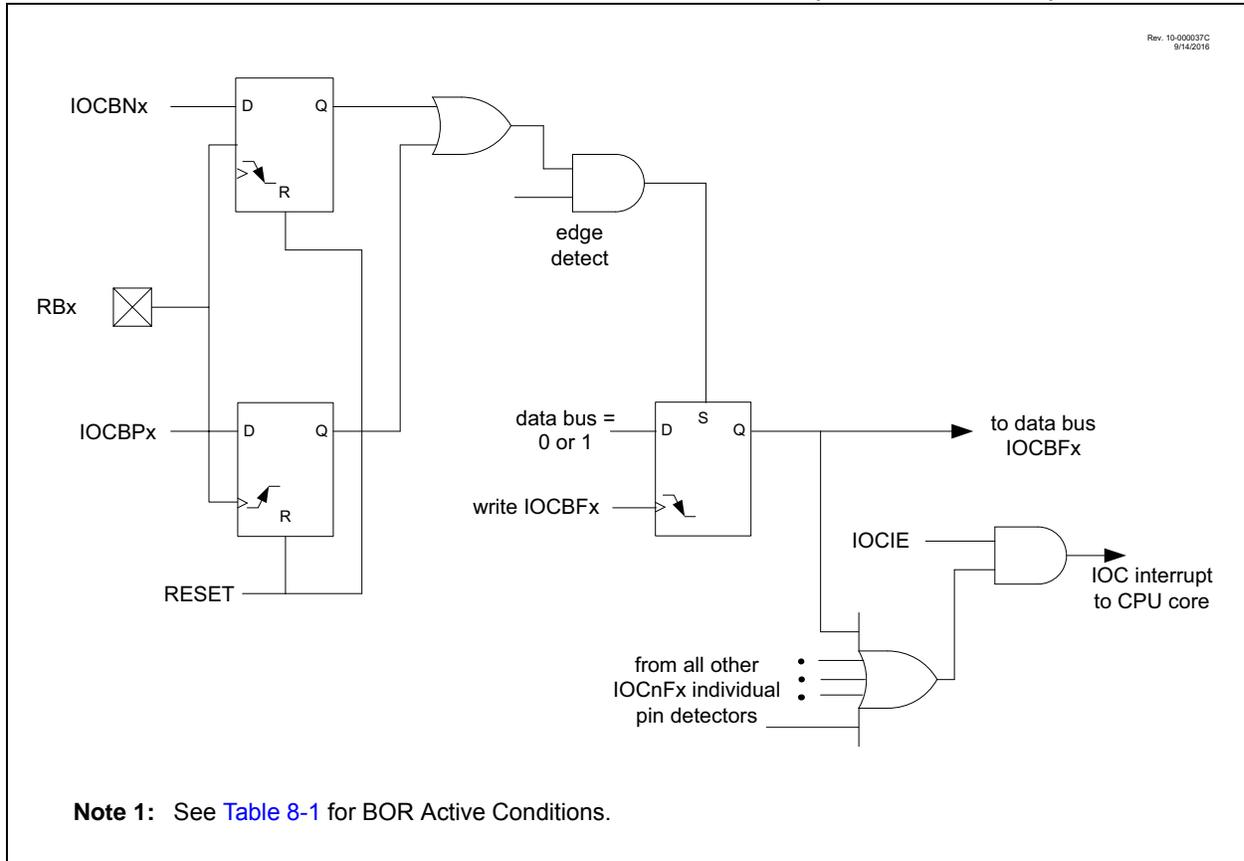 Rev. 10-000037C
9/14/2016
IOCBNx
D
Q
R
edge
detect
RBx
IOCBPx
D
Q
R
RESET
data bus =
0 or 1
S
D
Q
write IOCBFx
to data bus
IOCBFx
IOCIE
IOC interrupt
to CPU core
from all other
IOCnFx individual
pin detectors
Note 1: See Table 8-1 for BOR Active Conditions.